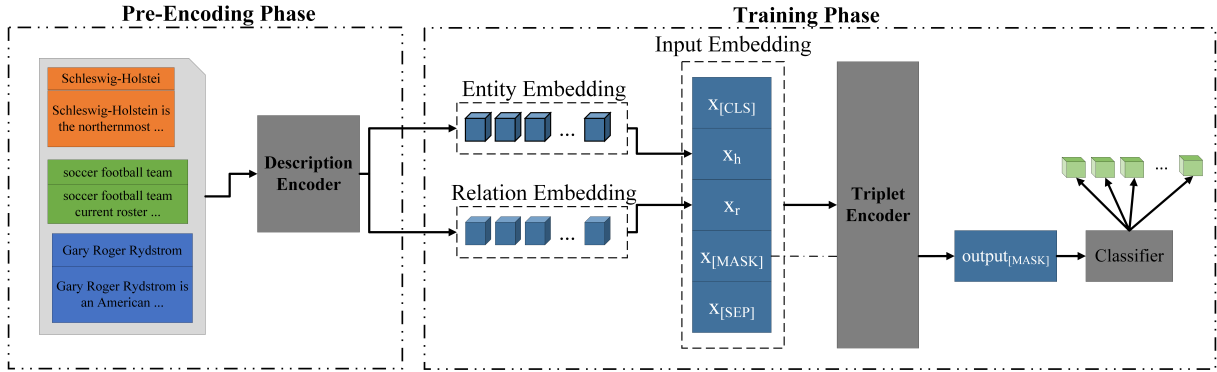 Pre-Encoding Phase
Schleswig-Holstei
Schleswig-Holstein is
the northernmost ...
soccer football team
soccer football team
current roster ...
Gary Roger Rydstrom
Gary Roger Rydstrom is
an American ...
Description
Encoder
Training Phase
Entity Embedding
...
Relation Embedding
...
Input Embedding
x[CLS]
x_h
x_r
x[MASK]
x[SEP]
Triplet
Encoder
output[MASK]
Classifier
...